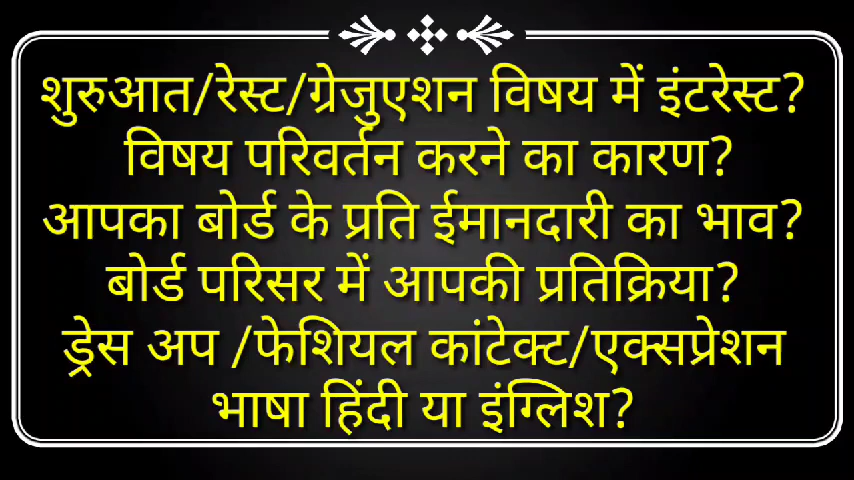 शुरुआत/रेस्ट/ग्रेजुएशन विषय में इंटरेस्ट?
विषय परिवर्तन करने का कारण?
आपका बोर्ड के प्रति ईमानदारी का भाव?
बोर्ड परिसर में आपकी प्रतिक्रिया?
ड्रेस अप /फेशियल कांटेक्ट/एक्सप्रेशन
भाषा हिंदी या इंग्लिश?